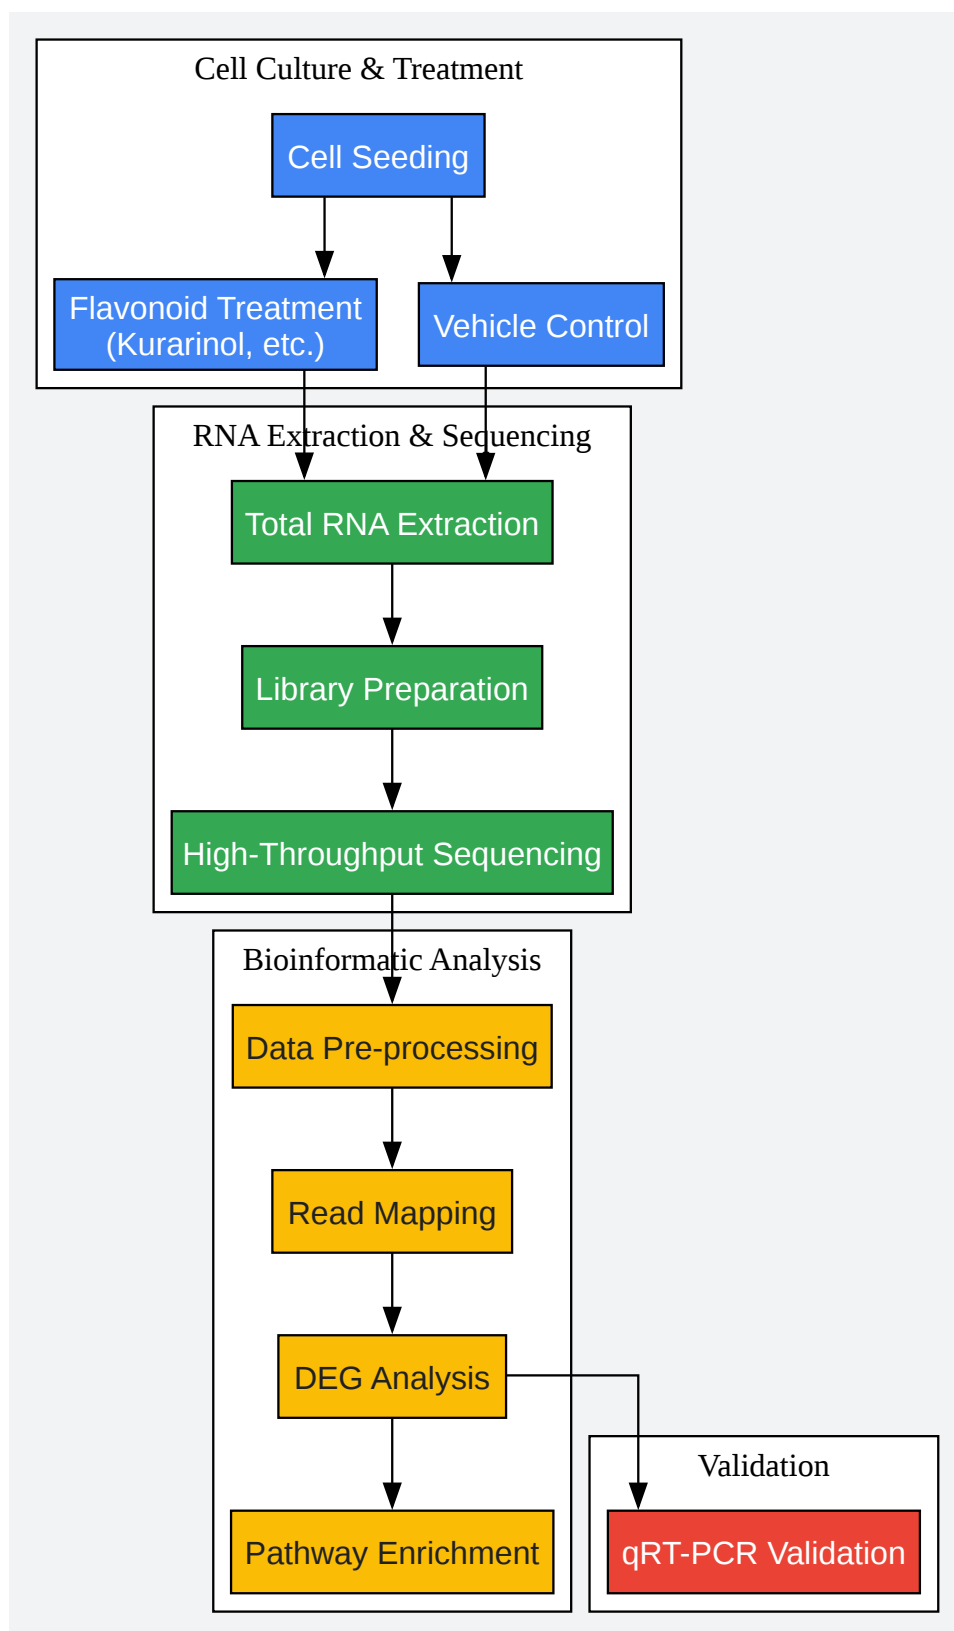 Cell Culture & Treatment
Cell Seeding
Flavonoid Treatment
(Kurarinol, etc.)
Vehicle Control
RNA Extraction & Sequencing
Total RNA Extraction
Library Preparation
High-Throughput Sequencing
Bioinformatic Analysis
Data Pre-processing
Read Mapping
DEG Analysis
Pathway Enrichment
Validation
qRT-PCR Validation